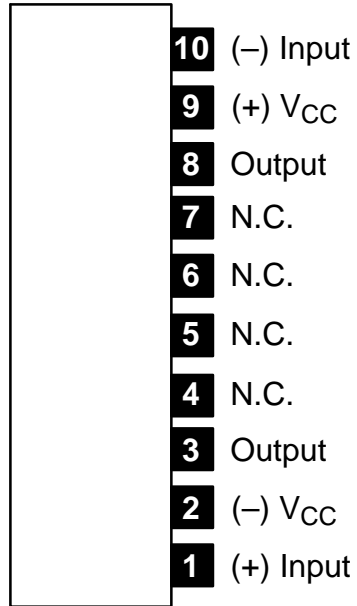 10 (–) Input
9 (+) VCC
8 Output
7 N.C.
6 N.C.
5 N.C.
4 N.C.
3 Output
2 (–) VCC
1 (+) Input